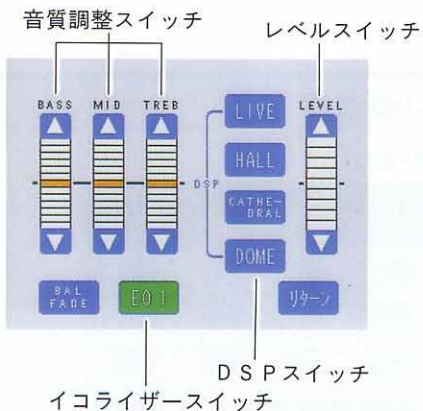 音質調整スイッチ
レベルスイッチ
BASS MID TREB
LEVEL
LIVE
HALL
DSP
CATHE-
DRAL
DOME
BAL
FADE
EQ 1
リターン
DSPスイッチ
イコライザースイッチ